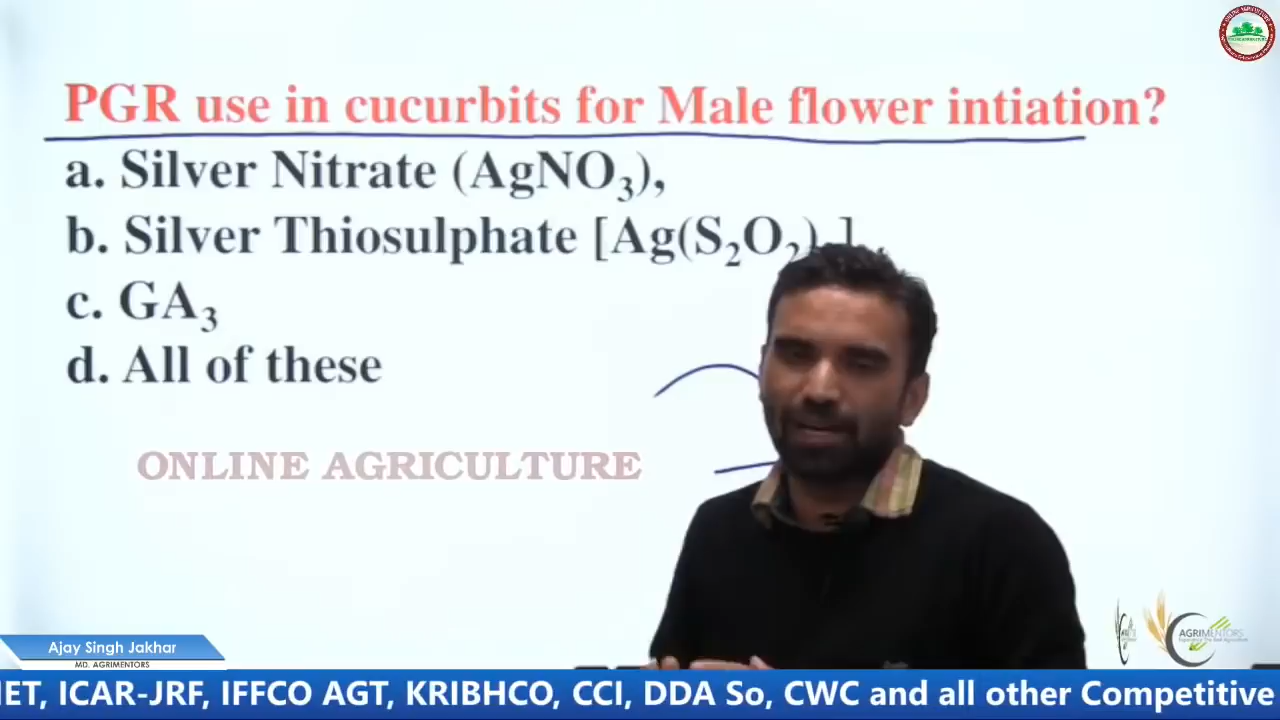 PGR use in cucurbits for Male flower intiation?
a. Silver Nitrate (AgNO₃),
b. Silver Thiosulphate [Ag(S₂O₂)
c. GA₃
d. All of these
ONLINE AGRICULTURE
AGRIMENTORS
Ajay Singh Jakhar
MD. AGRIMENTORS
IET, ICAR-JRF, IFFCO AGT, KRIBHCO, CCI, DDA So, CWC and all other Competitive